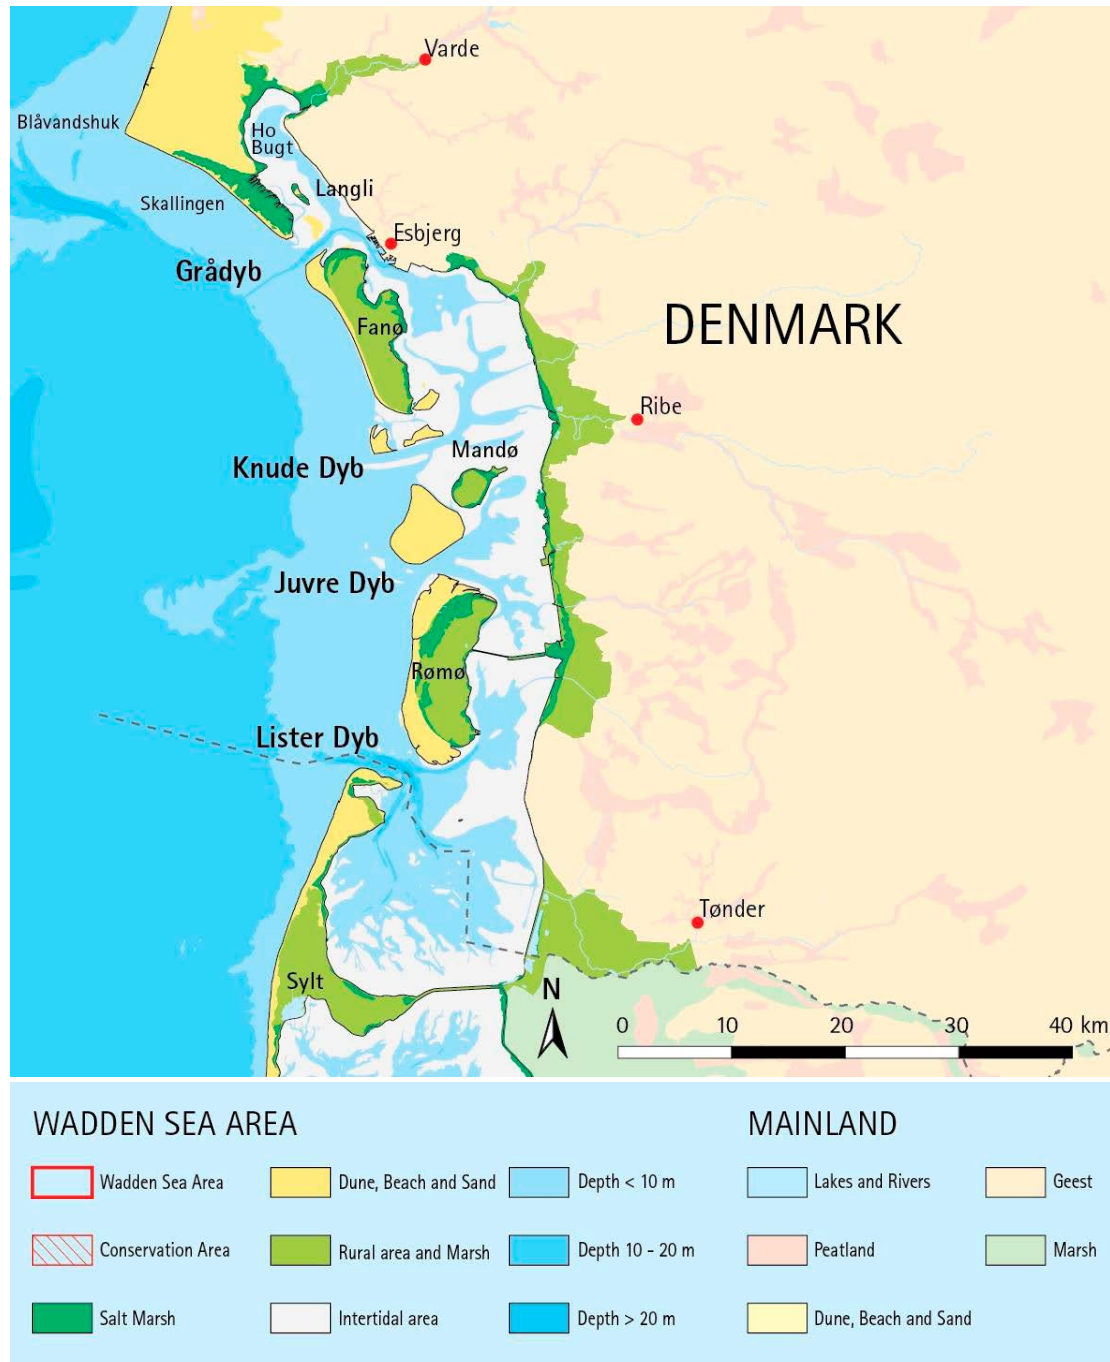 Varde
Blåvandshuk
Ho
Bugt
Langli
Skallingen
Esbjerg
Grådyb
DENMARK
Fanø
Ribe
Mandø
Knude Dyb
Juvre Dyb
Rømø
Lister Dyb
Tønder
Sylt
N
0 10 20 30 40 km
WADDEN SEA AREA
MAINLAND
Wadden Sea Area
Dune, Beach and Sand
Depth < 10 m
Lakes and Rivers
Geest
Conservation Area
Rural area and Marsh
Depth 10 - 20 m
Peatland
Marsh
Salt Marsh
Intertidal area
Depth > 20 m
Dune, Beach and Sand